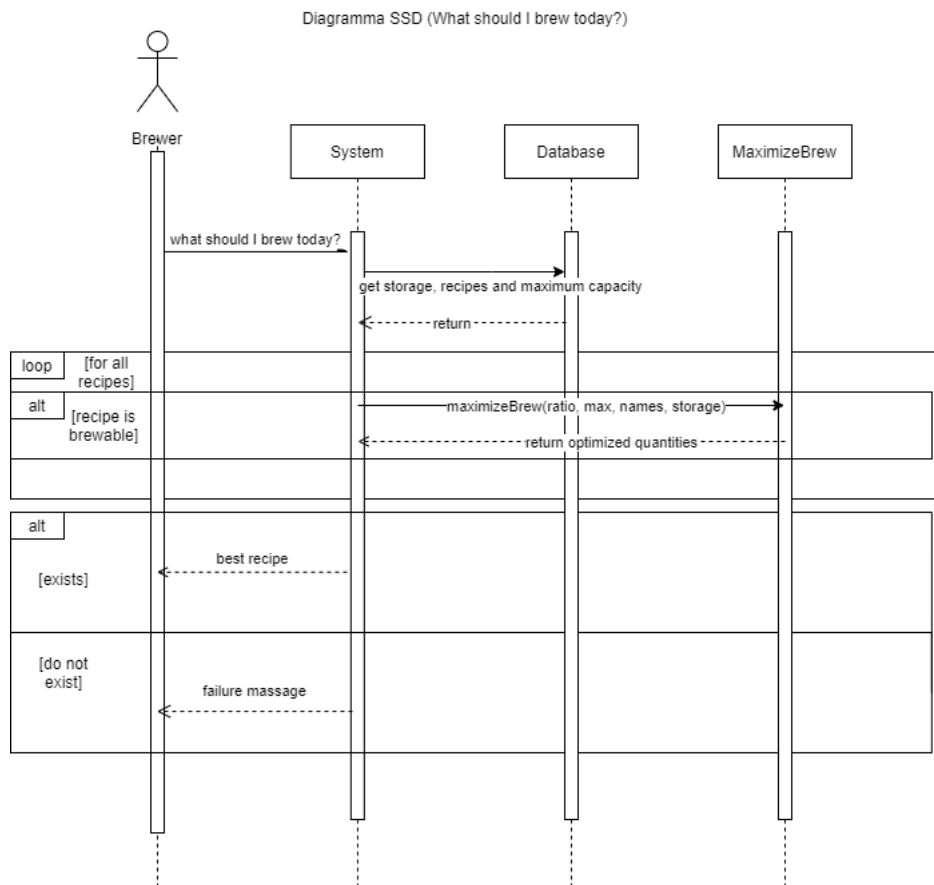 Diagramma SSD (What should I brew today?)
Brewer
System
Database
MaximizeBrew
what should I brew today?
get storage, recipes and maximum capacity
return
loop
[for all
recipes]
alt
[recipe is
brewable]
maximizeBrew(ratio, max, names, storage)
return optimized quantities
alt
best recipe
[exists]
[do not
exist]
failure massage